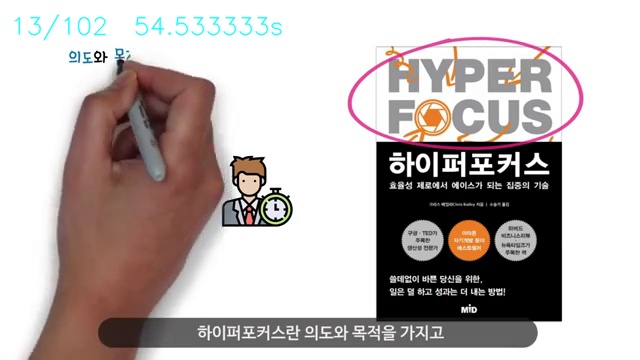 13/102 54.533333s
의도와 목
HYPER
FOCUS
하이퍼포커스
효율성 제로에서 에이스가 되는 집중의 기술
크리스 베일리Chris Bailey 지음 | 소슬기 옮김
구글·TED가
주목한
생산성 전문가
아마존
자기계발 분야
베스트셀러
하버드
비즈니스리뷰
뉴욕타임즈가
주목한 책
쓸데없이 바쁜 당신을 위한,
일은 덜 하고 성과는 더 내는 방법!
MiD
하이퍼포커스란 의도와 목적을 가지고